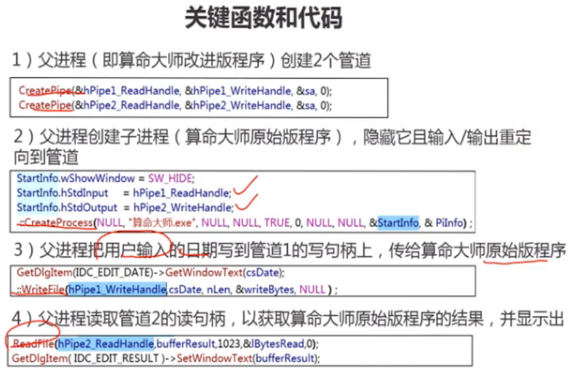 关键函数和代码
1）父进程（即算命大师改进版程序）创建2个管道
CreatePipe(&hPipe1_ReadHandle, &hPipe1_WriteHandle, &sa, 0);
CreatePipe(&hPipe2_ReadHandle, &hPipe2_WriteHandle, &sa, 0);
2）父进程创建子进程（算命大师原始版程序），隐藏它且输入/输出重定
向到管道
StartInfo.wShowWindow = SW_HIDE;
StartInfo.hStdInput = hPipe1_ReadHandle;
StartInfo.hStdOutput = hPipe2_WriteHandle;
::CreateProcess(NULL, "算命大师.exe", NULL, NULL, TRUE, 0, NULL, NULL, &StartInfo, & PiInfo) ;
3）父进程把用户输入的日期写到管道1的写句柄上，传给算命大师原始版程序
GetDlgItem(IDC_EDIT_DATE)->GetWindowText(csDate);
::WriteFile(hPipe1_WriteHandle,csDate, nLen, &writeBytes, NULL ) ;
4）父进程读取管道2的读句柄，以获取算命大师原始版程序的结果，并显示出
ReadFile(hPipe2_ReadHandle,bufferResult,1023,&lBytesRead,0);
GetDlgItem( IDC_EDIT_RESULT )->SetWindowText(bufferResult);